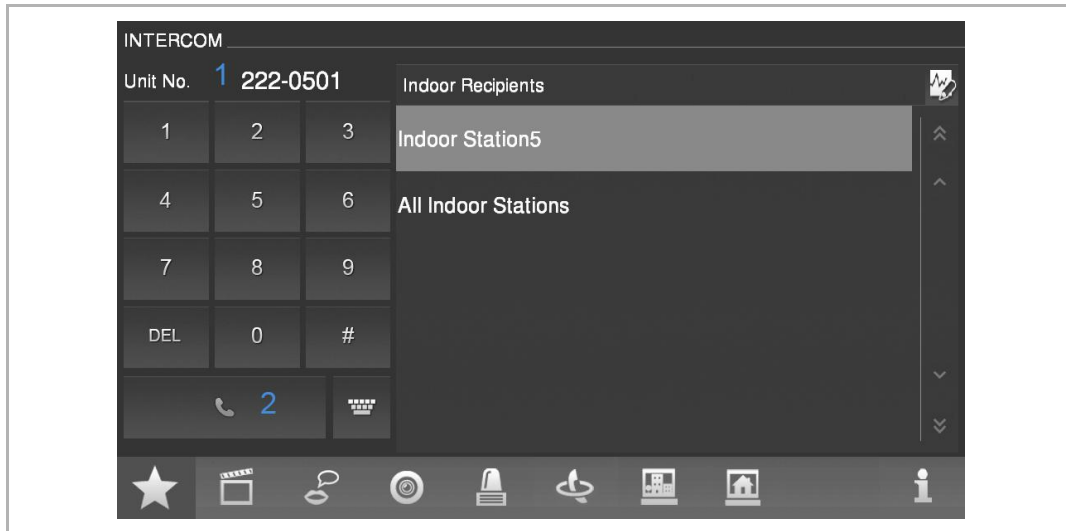 INTERCOM
Unit No. 1 222-0501
1 2 3
4 5 6
7 8 9
DEL 0 #
2
Indoor Recipients
Indoor Station5
All Indoor Stations